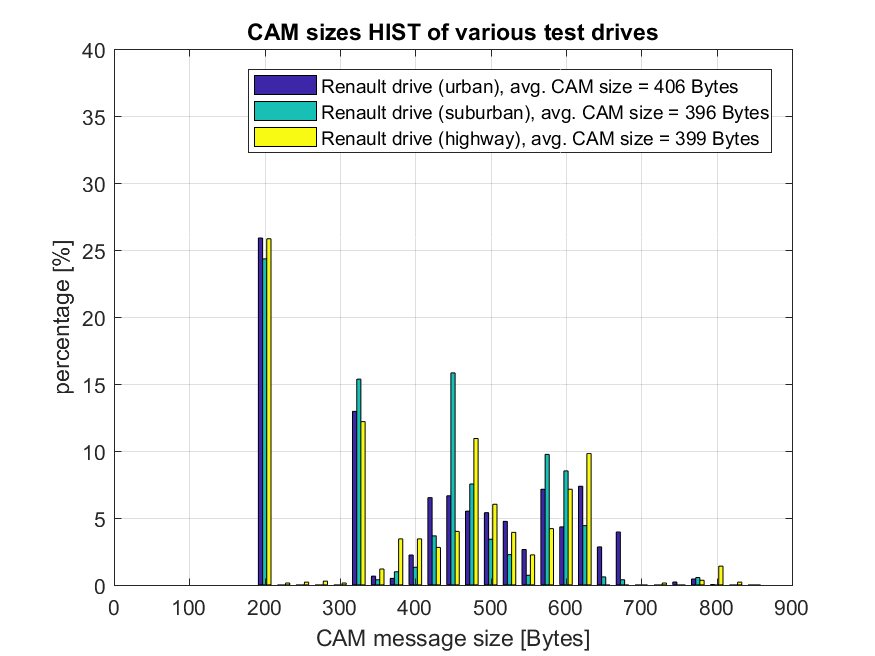 CAM sizes HIST of various test drives
40
35
30
25
20
15
10
5
0
percentage [%]
Renault drive (urban), avg. CAM size = 406 Bytes
Renault drive (suburban), avg. CAM size = 396 Bytes
Renault drive (highway), avg. CAM size = 399 Bytes
0 100 200 300 400 500 600 700 800 900
CAM message size [Bytes]